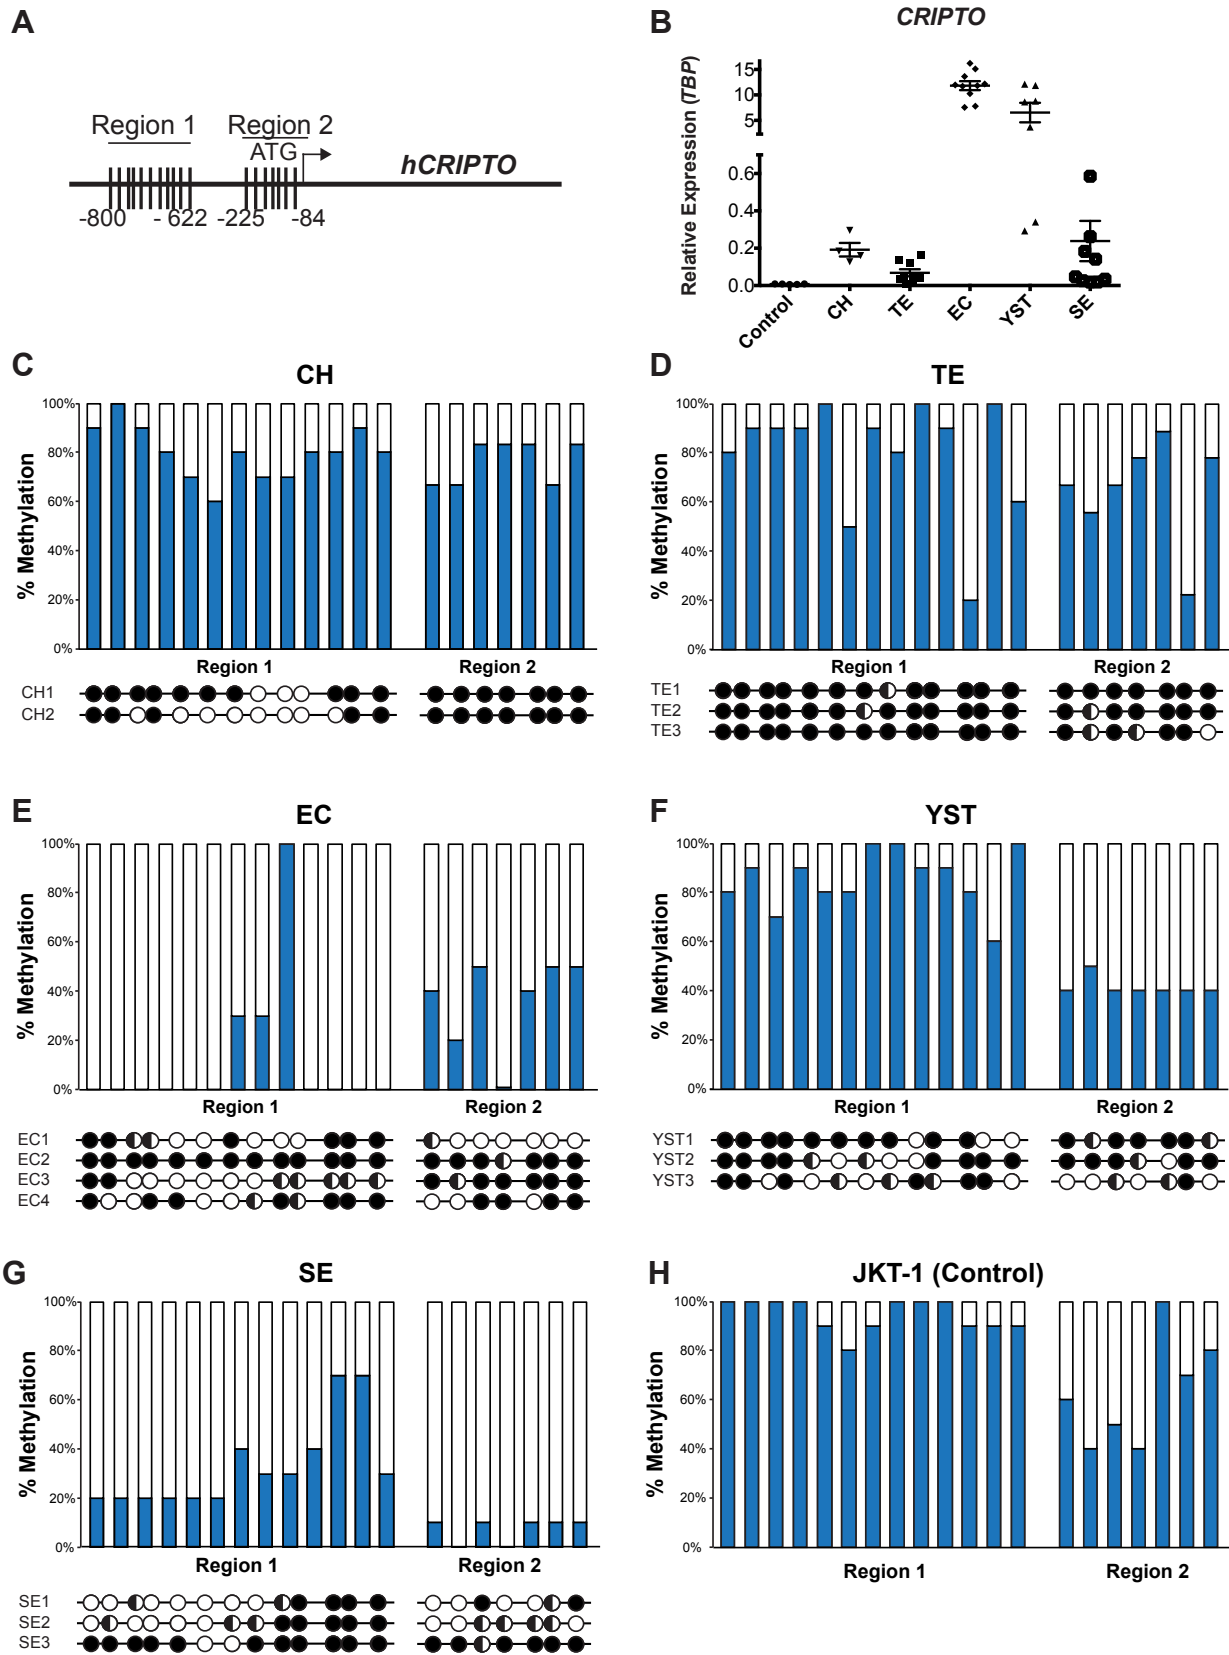 A
Region 1
Region 2
ATG
hCRIPTO
-800
- 622
-225
-84
B
CRIPTO
Relative Expression (TBP)
15
10
5
0.6
0.4
0.2
0.0
Control
CH
TE
EC
YST
SE
C
CH
% Methylation
100%
80%
60%
40%
20%
0%
Region 1
Region 2
CH1
CH2
D
TE
% Methylation
100%
80%
60%
40%
20%
0%
Region 1
Region 2
TE1
TE2
TE3
E
EC
% Methylation
100%
80%
60%
40%
20%
0%
Region 1
Region 2
EC1
EC2
EC3
EC4
F
YST
% Methylation
100%
80%
60%
40%
20%
0%
Region 1
Region 2
YST1
YST2
YST3
G
SE
% Methylation
100%
80%
60%
40%
20%
0%
Region 1
Region 2
SE1
SE2
SE3
H
JKT-1 (Control)
% Methylation
100%
80%
60%
40%
20%
0%
Region 1
Region 2